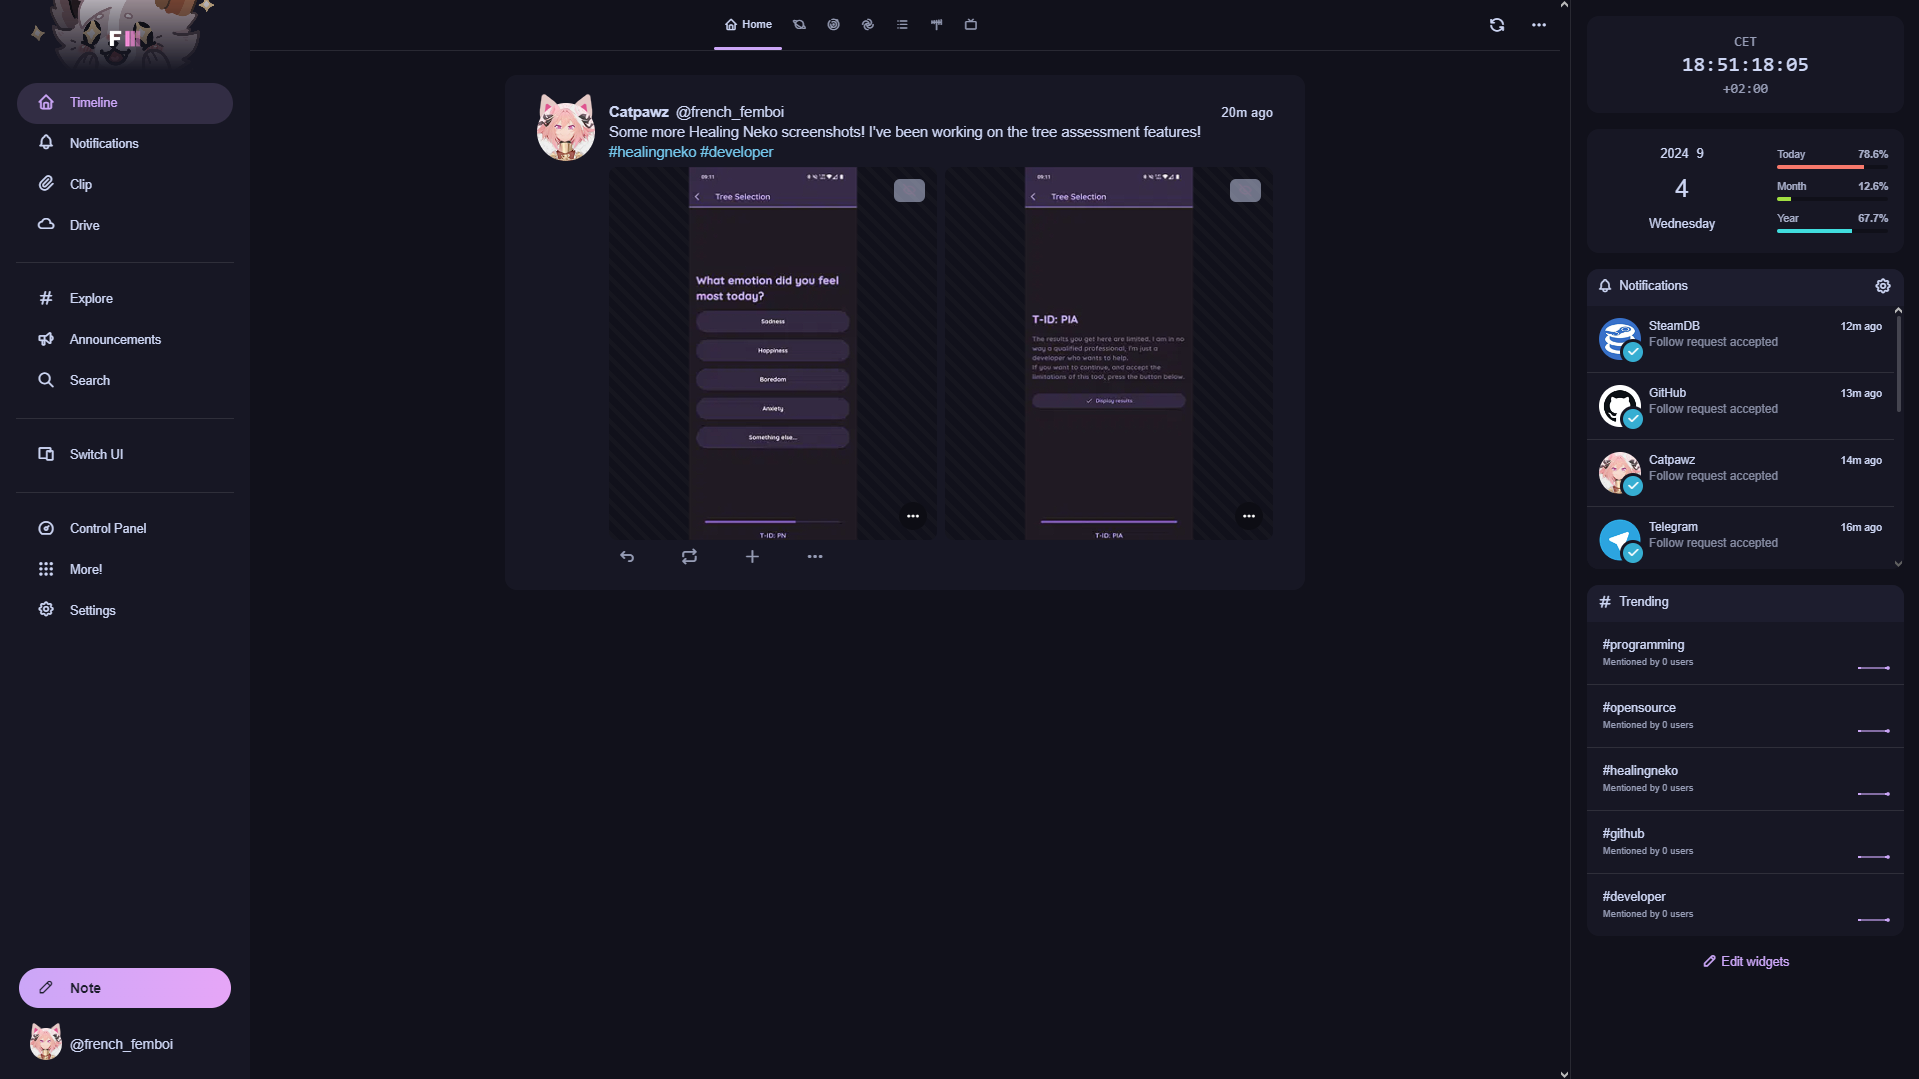 F
Timeline
Notifications
Clip
Drive
Explore
Announcements
Search
Switch UI
Control Panel
More!
Settings
Note
@french_femboi
Home
Catpawz @french_femboi 20m ago
Some more Healing Neko screenshots! I've been working on the tree assessment features!
#healingneko #developer
09:11
Tree Selection
What emotion did you feel
most today?
Sadness
Happiness
Boredom
Anxiety
Something else...
T-ID: PN
09:11
Tree Selection
T-ID: PIA
The results you get here are limited, I am in no
way a qualified professional; I'm just a
developer who wants to help.
If you want to continue, and accept the
limitations of this tool, press the button below.
Display results
T-ID: PIA
CET
18:51:18:05
+02:00
2024 9
4
Wednesday
Today 78.6%
Month 12.6%
Year 67.7%
Notifications
SteamDB 12m ago
Follow request accepted
GitHub 13m ago
Follow request accepted
Catpawz 14m ago
Follow request accepted
Telegram 16m ago
Follow request accepted
Trending
#programming
Mentioned by 0 users
#opensource
Mentioned by 0 users
#healingneko
Mentioned by 0 users
#github
Mentioned by 0 users
#developer
Mentioned by 0 users
Edit widgets